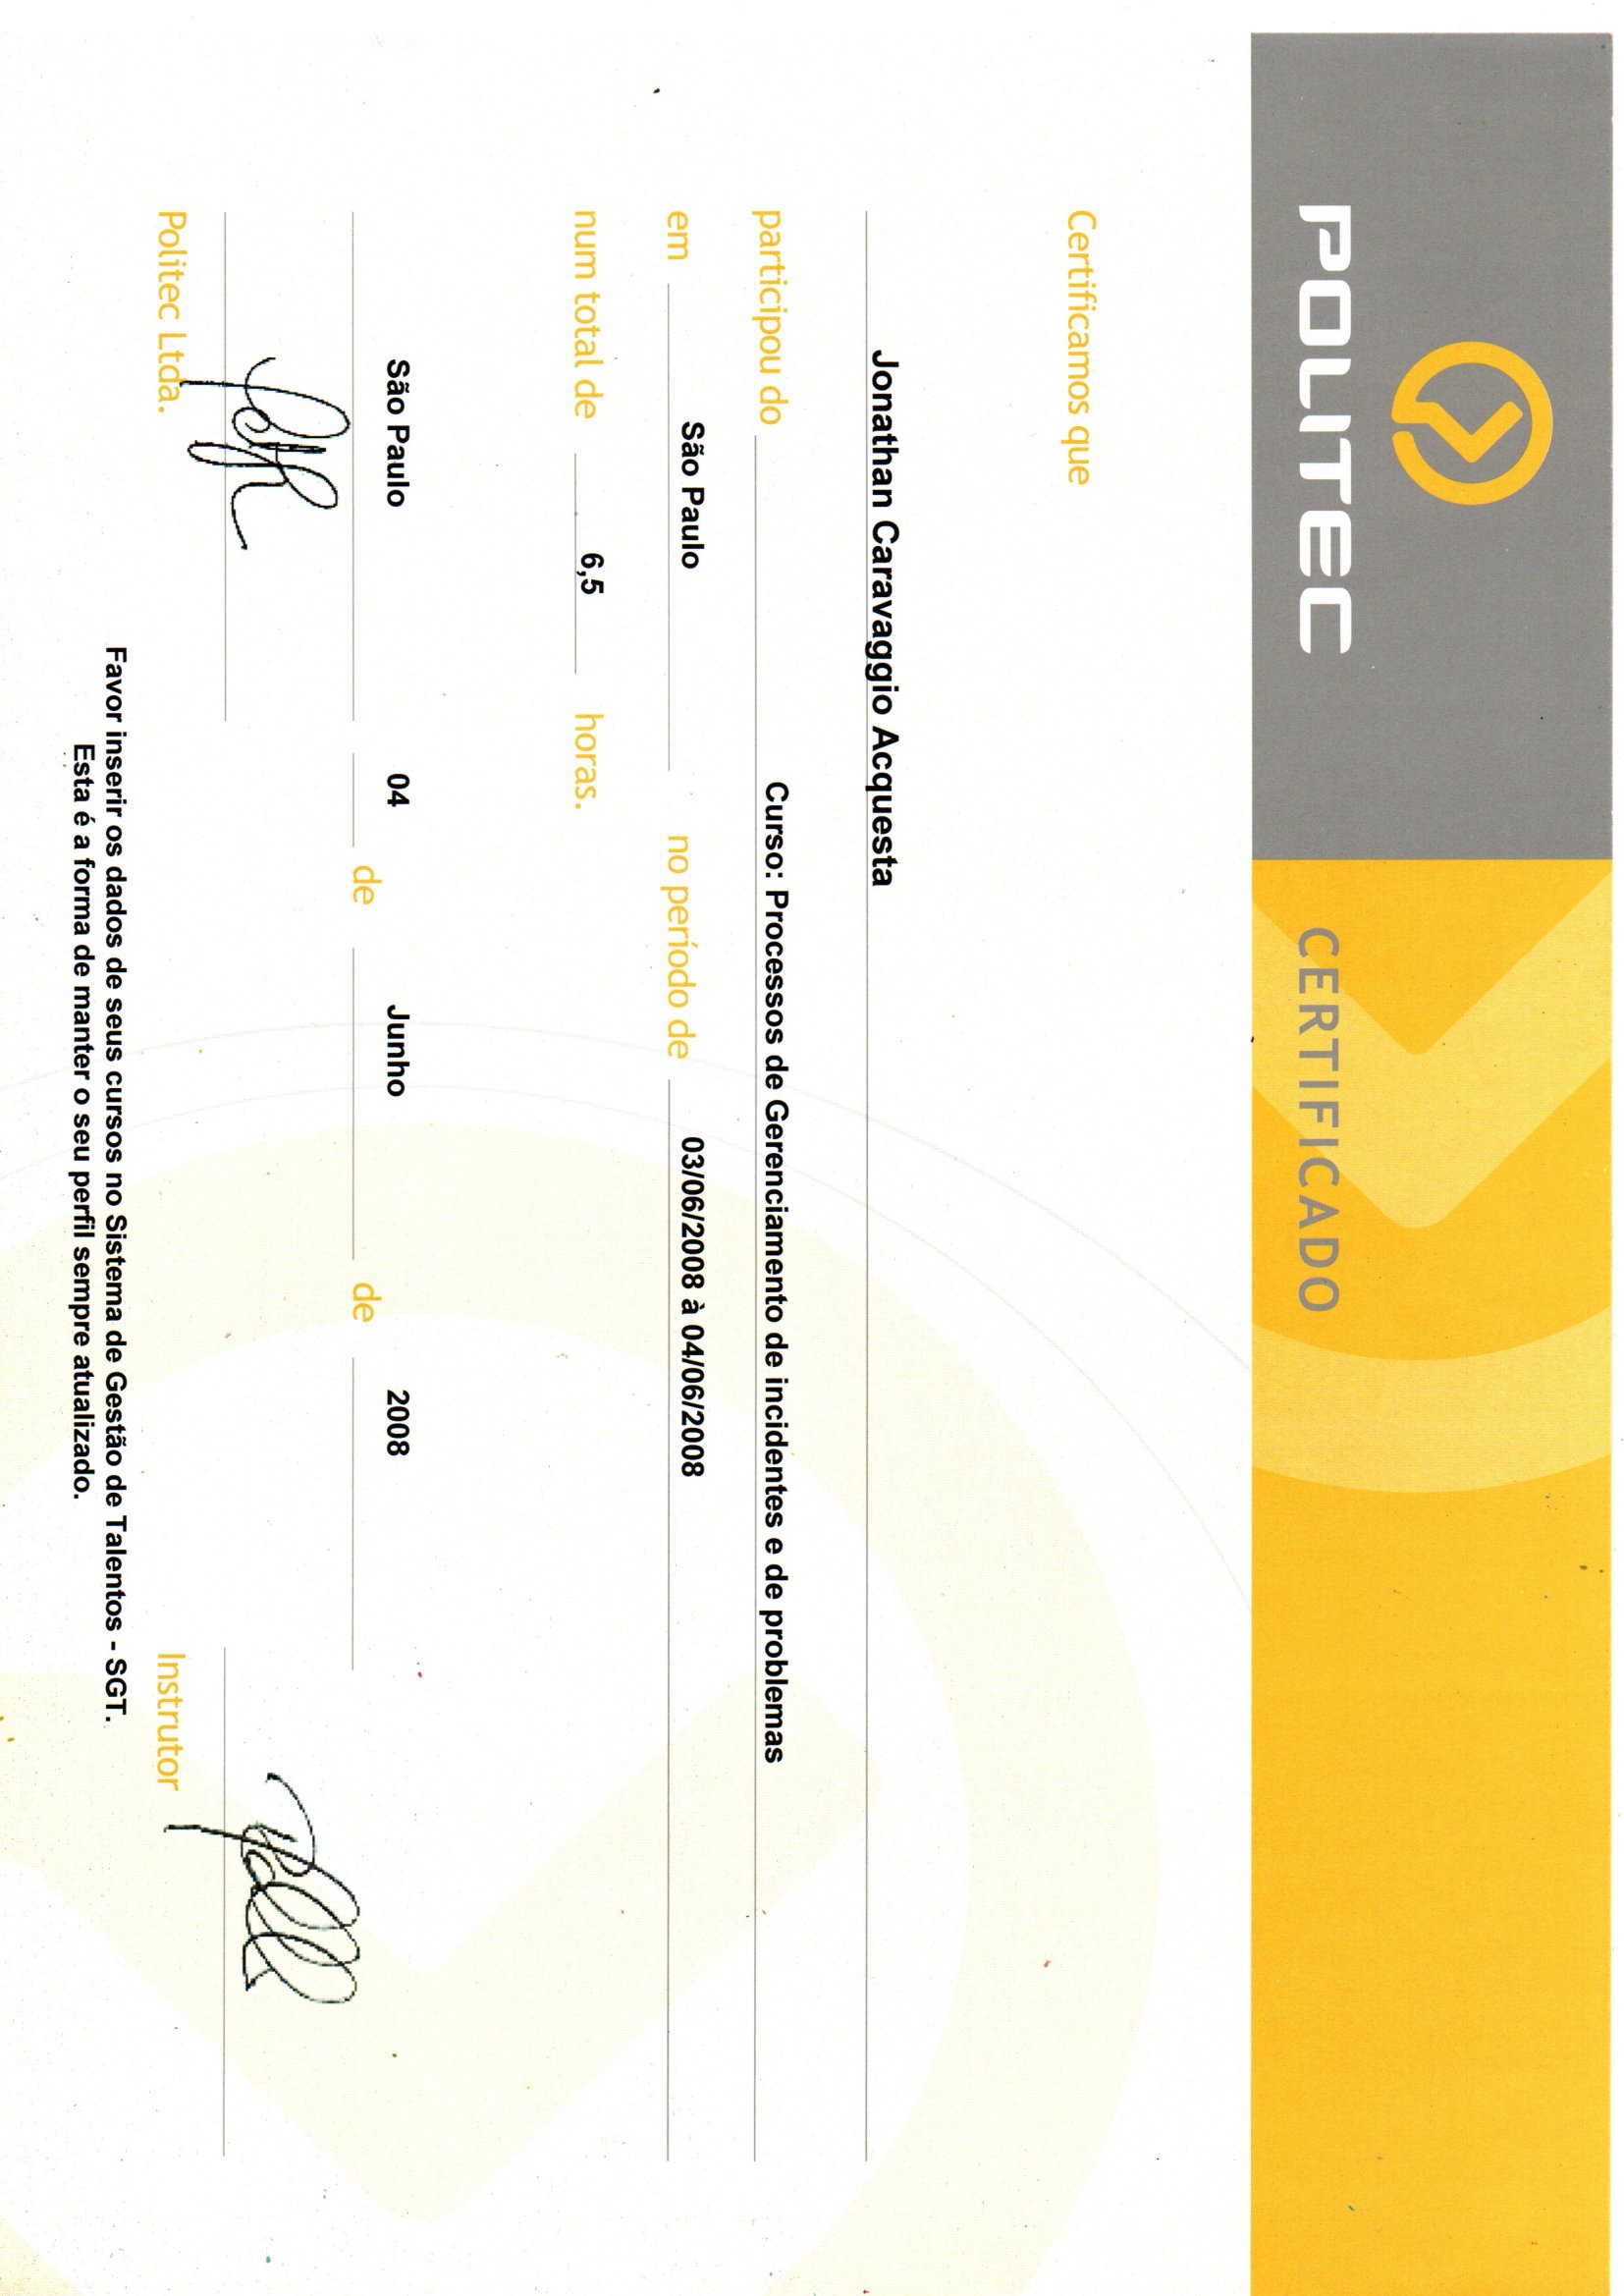 POLITEC
CERTIFICADO
Certificamos que
Jonathan Caravaggio Acquesta
participou do Curso: Processos de Gerenciamento de incidentes e de problemas
em São Paulo no período de 03/06/2008 à 04/06/2008
num total de 6,5 horas.
São Paulo 04 de Junho de 2008
Politec Ltda. Instrutor
Favor inserir os dados de seus cursos no Sistema de Gestão de Talentos - SGT.
Esta é a forma de manter o seu perfil sempre atualizado.